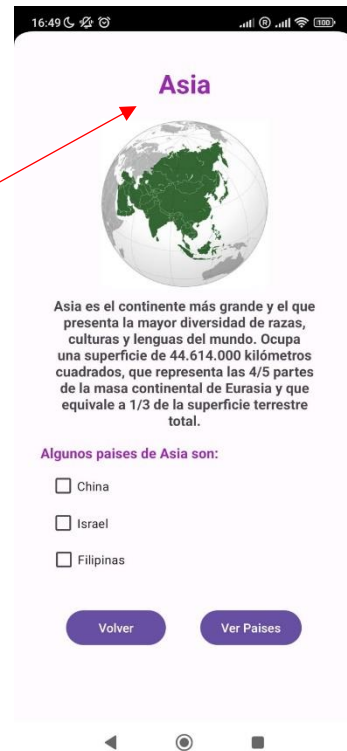 16:49
100
Asia
Asia es el continente más grande y el que
presenta la mayor diversidad de razas,
culturas y lenguas del mundo. Ocupa
una superficie de 44.614.000 kilómetros
cuadrados, que representa las 4/5 partes
de la masa continental de Eurasia y que
equivale a 1/3 de la superficie terrestre
total.
Algunos paises de Asia son:
China
Israel
Filipinas
Volver Ver Paises